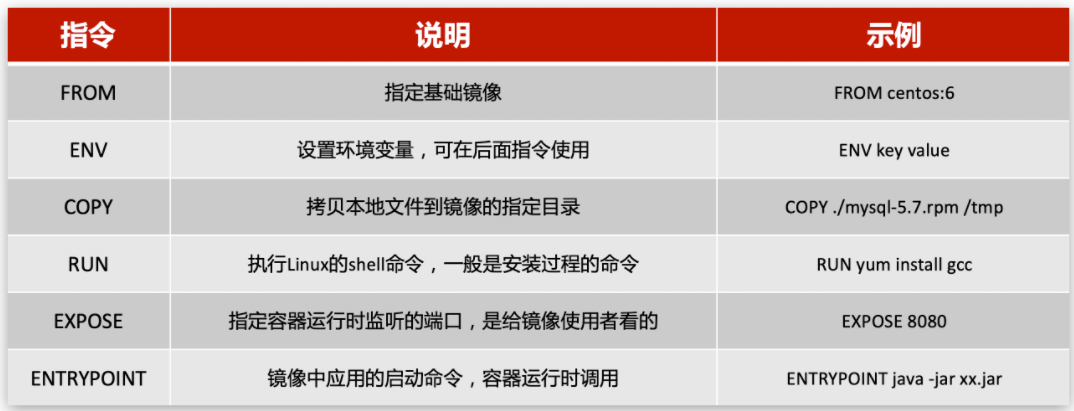 指令 说明 示例
FROM 指定基础镜像 FROM centos:6
ENV 设置环境变量，可在后面指令使用 ENV key value
COPY 拷贝本地文件到镜像的指定目录 COPY ./mysql-5.7.rpm /tmp
RUN 执行Linux的shell命令，一般是安装过程的命令 RUN yum install gcc
EXPOSE 指定容器运行时监听的端口，是给镜像使用者看的 EXPOSE 8080
ENTRYPOINT 镜像中应用的启动命令，容器运行时调用 ENTRYPOINT java -jar xx.jar